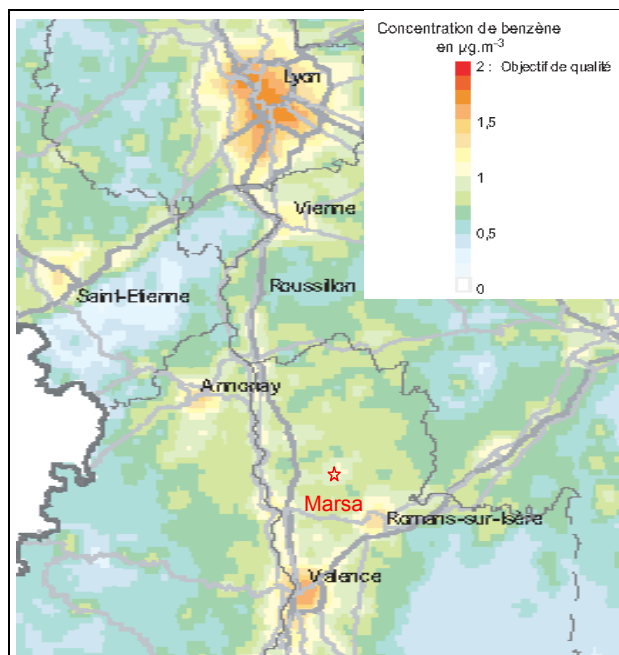 Concentration de benzène
en µg.m⁻³
2 : Objectif de qualité
1,5
1
0,5
0
Lyon
Vienne
Saint-Etienne
Roussillon
Annonay
Marsa
Romans-sur-Isère
Valence